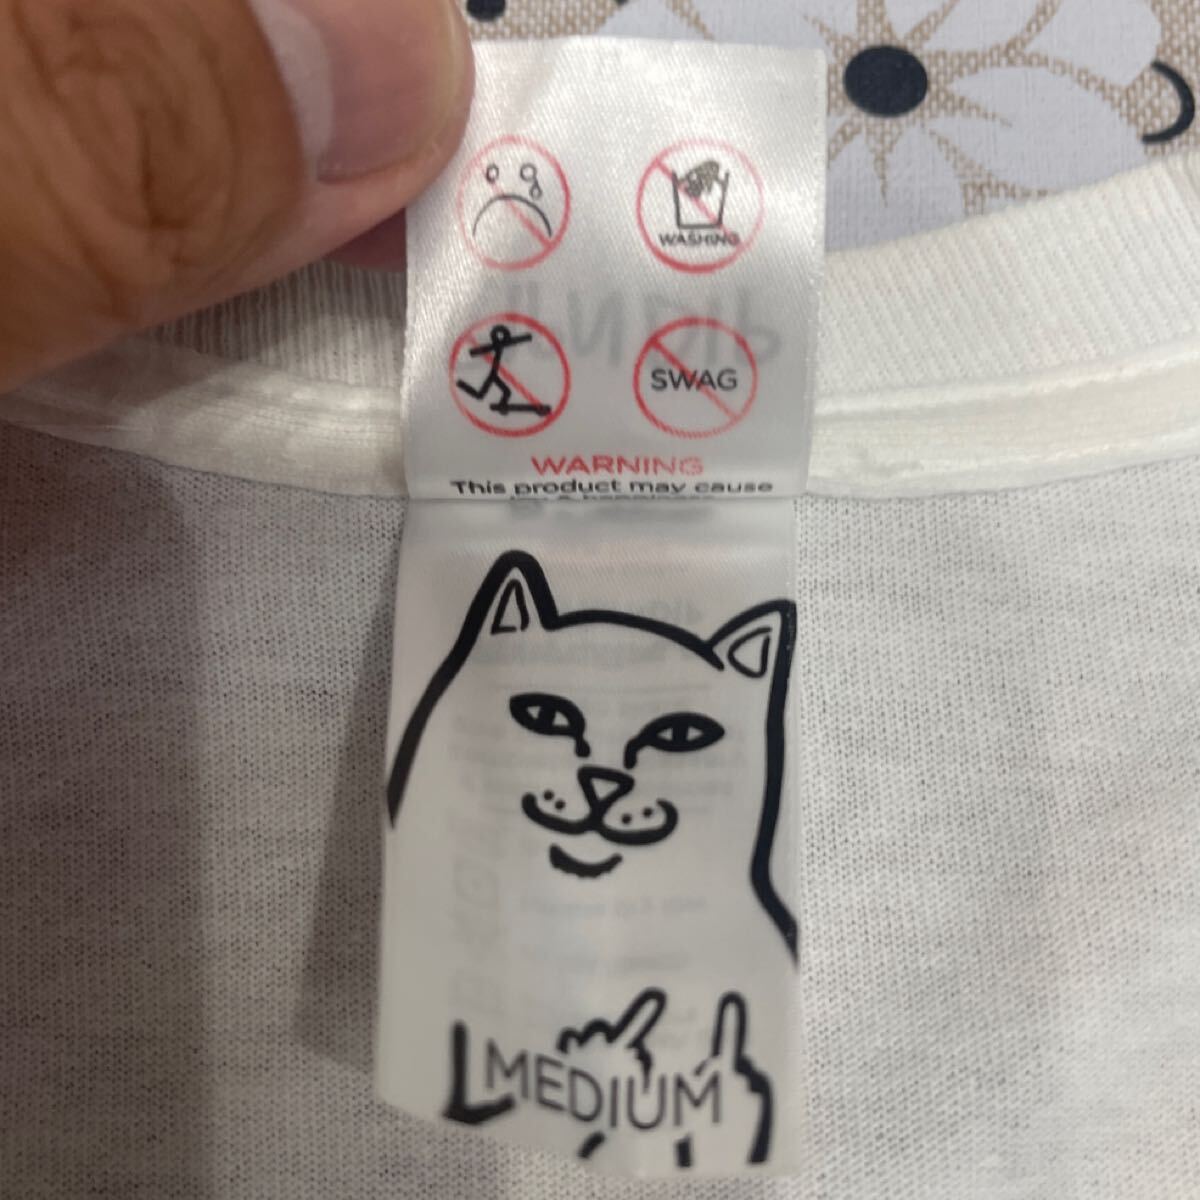 WASHING
SWAG
WARNING
This product may cause
MEDIUM